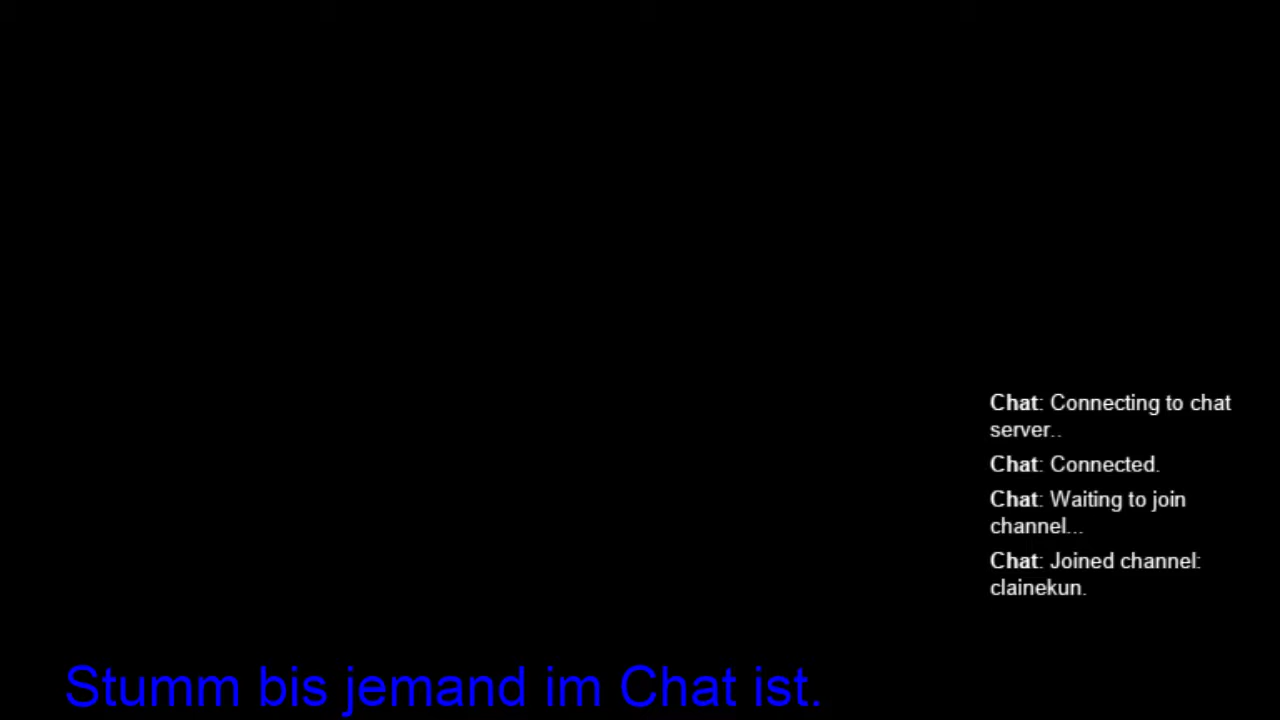 Chat: Connecting to chat
server..
Chat: Connected.
Chat: Waiting to join
channel...
Chat: Joined channel:
clainekun.
Stumm bis jemand im Chat ist.